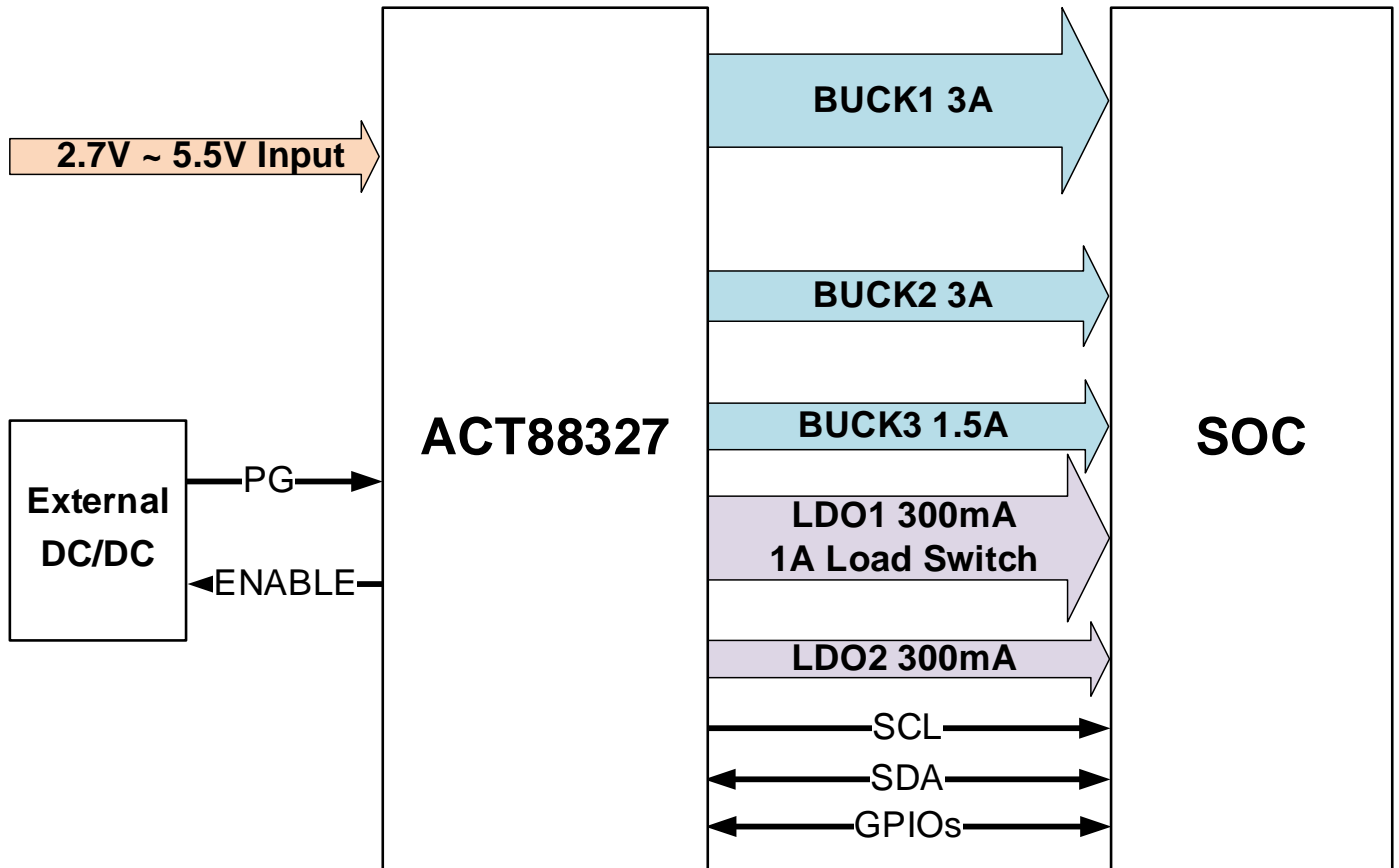 2.7V ~ 5.5V Input
External
DC/DC
PG
ENABLE
ACT88327
BUCK1 3A
BUCK2 3A
BUCK3 1.5A
LDO1 300mA
1A Load Switch
LDO2 300mA
SCL
SDA
GPIOs
SOC